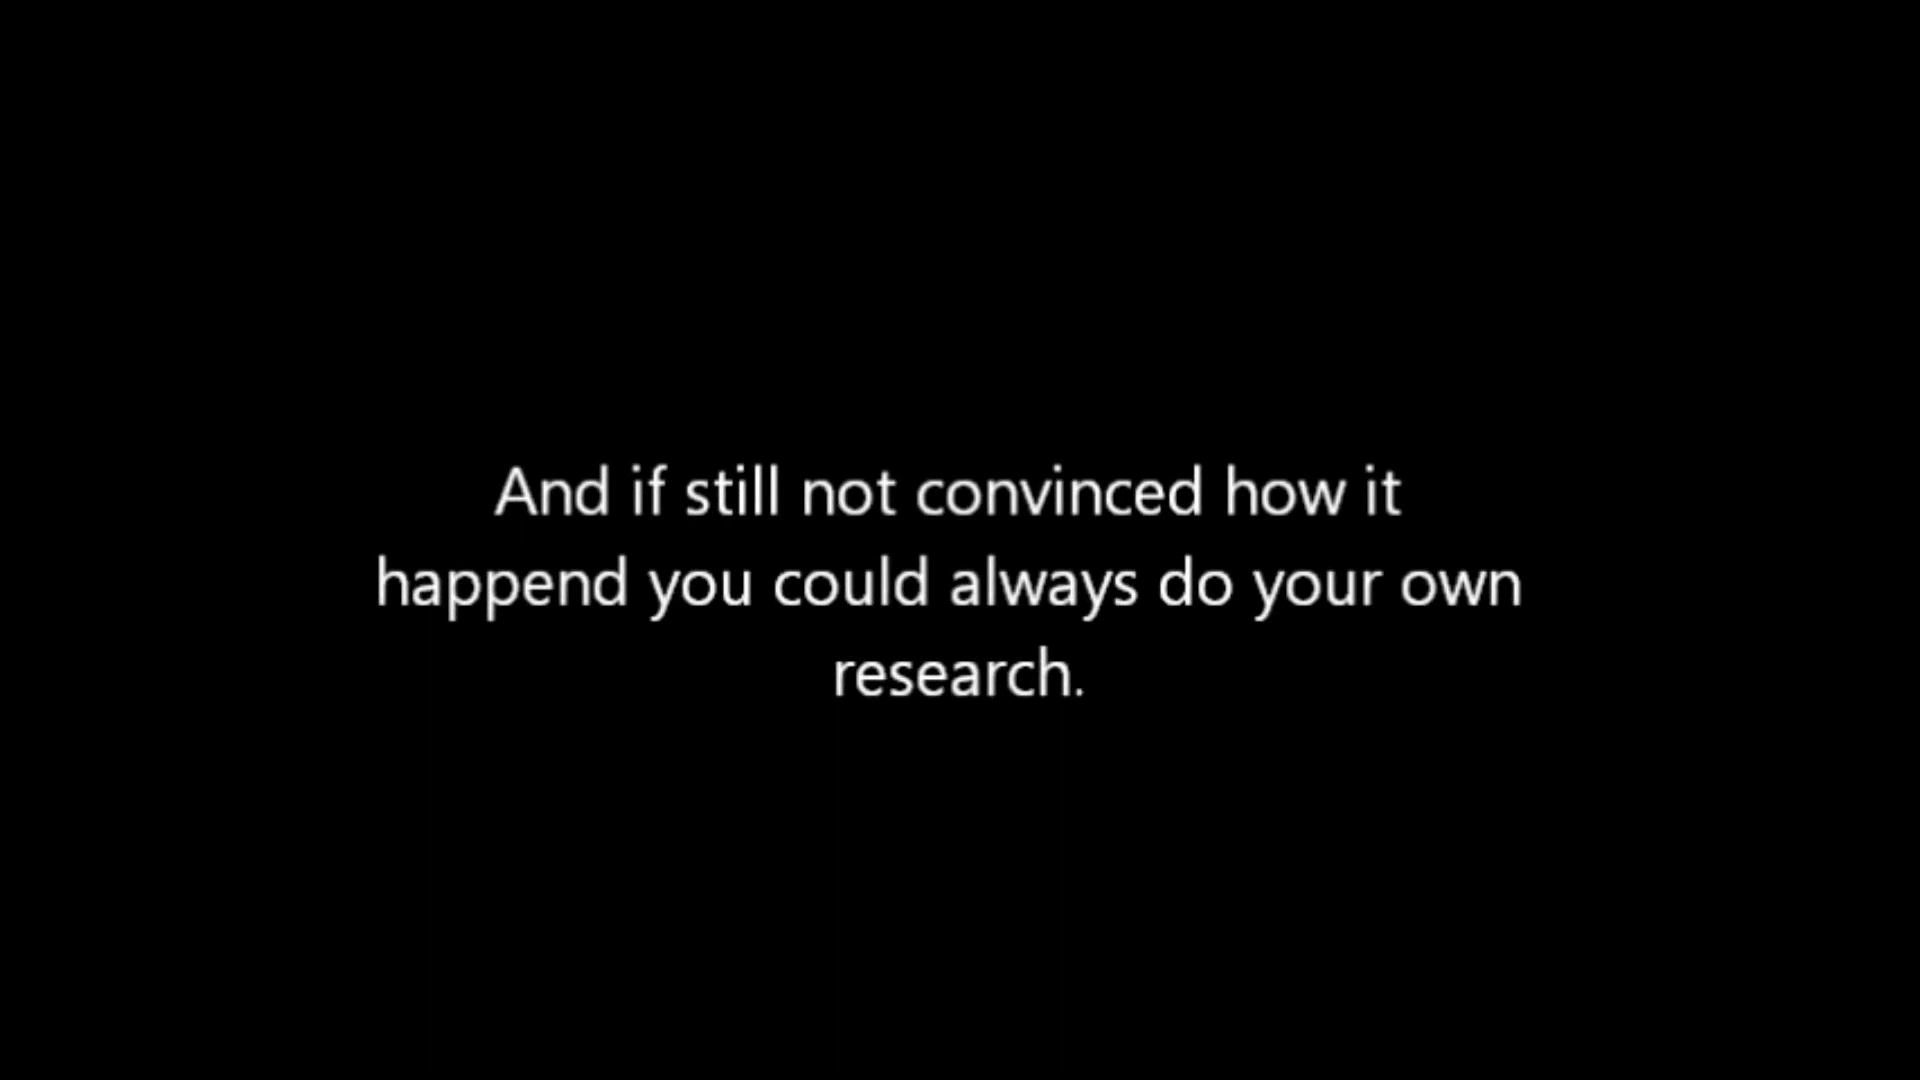 And if still not convinced how it
happend you could always do your own
research.